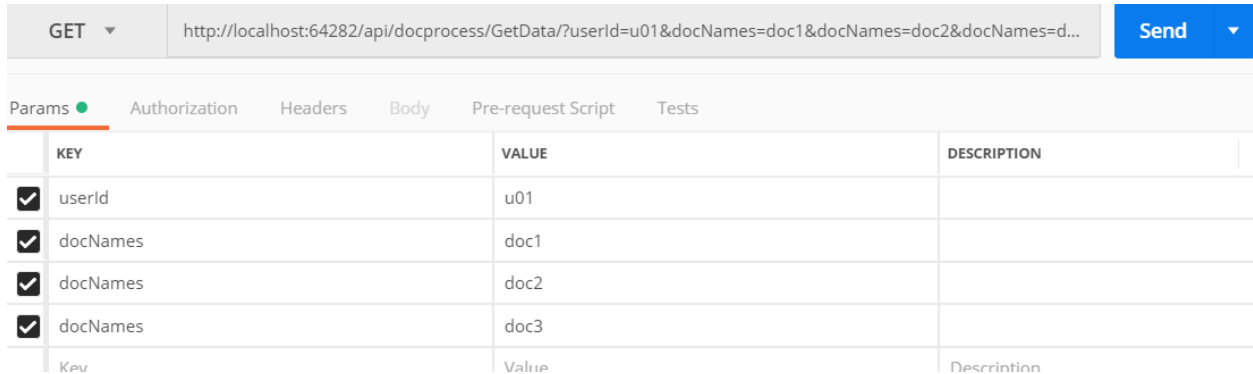 GET http://localhost:64282/api/docprocess/GetData/?userId=u01&docNames=doc1&docNames=doc2&docNames=d... Send
Params Authorization Headers Body Pre-request Script Tests
KEY VALUE DESCRIPTION
userId u01
docNames doc1
docNames doc2
docNames doc3
Key Value Description